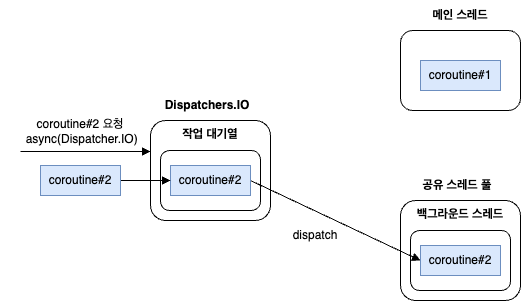 메인 스레드
coroutine#1
Dispatchers.IO
coroutine#2 요청
async(Dispatcher.IO)
작업 대기열
coroutine#2
coroutine#2
공유 스레드 풀
백그라운드 스레드
dispatch
coroutine#2